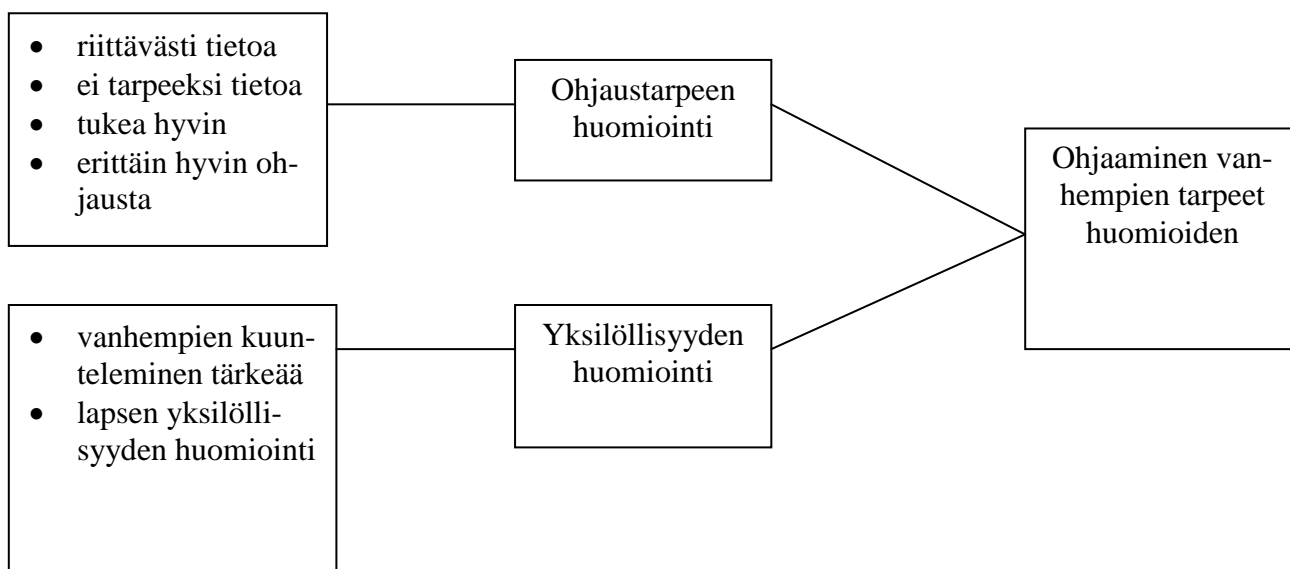 • riittävästi tietoa
• ei tarpeeksi tietoa
• tukea hyvin
• erittäin hyvin oh-
jausta
Ohjaustarpeen
huomiointi
Ohjaaminen van-
hempien tarpeet
huomioiden
• vanhempien kuun-
teleminen tärkeää
• lapsen yksilölli-
syyden huomiointi
Yksilöllisyyden
huomiointi